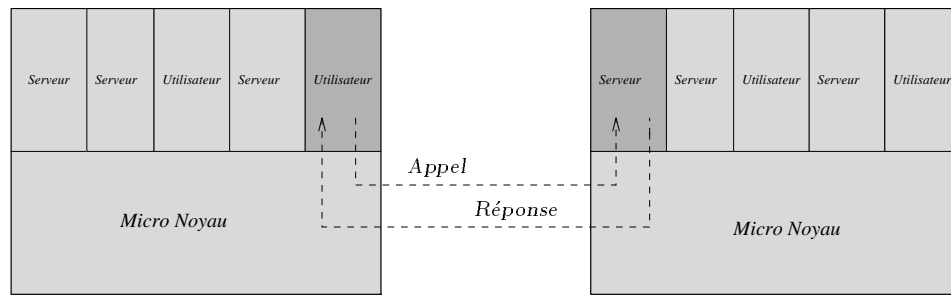 Serveur Serveur Utilisateur Serveur Utilisateur
Serveur Serveur Utilisateur Serveur Utilisateur
Appel
Réponse
Micro Noyau
Micro Noyau